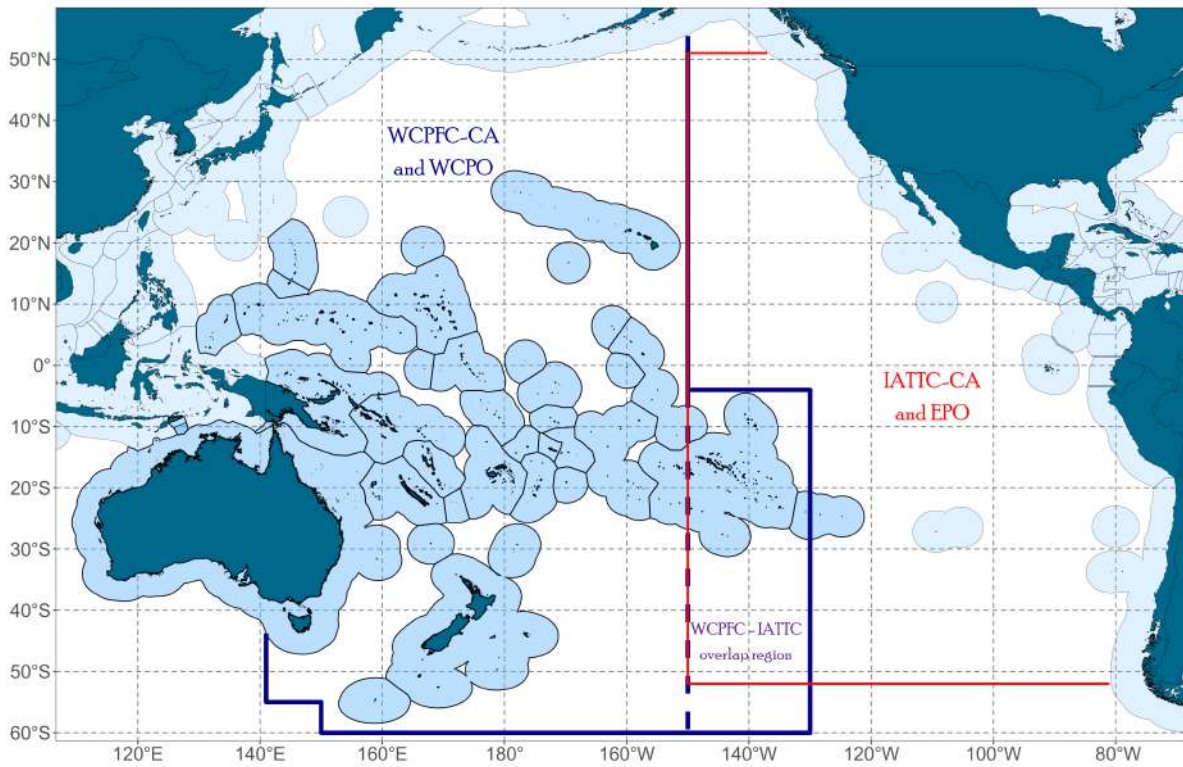 50°N
40°N
30°N
20°N
10°N
0°
10°S
20°S
30°S
40°S
50°S
60°S
WCPFC-CA
and WCPO
IATTC-CA
and EPO
WCPFC - IATTC
overlap region
120°E
140°E
160°E
180°
160°W
140°W
120°W
100°W
80°W